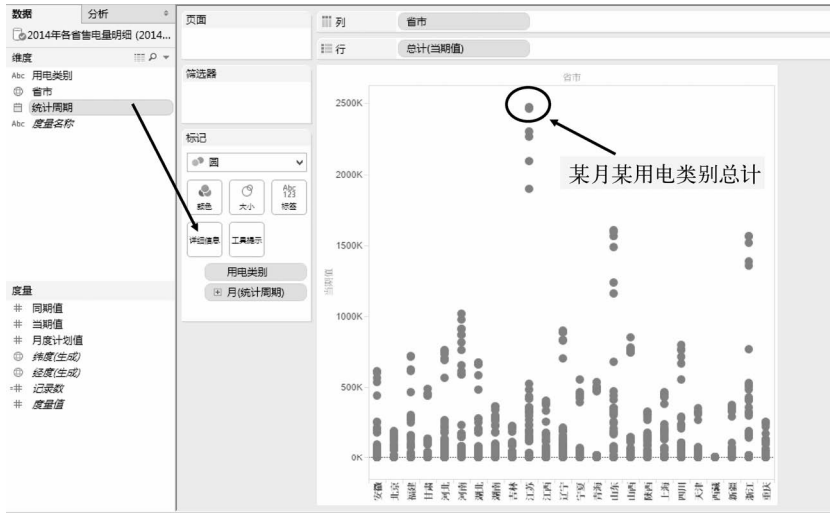 数据
分析
2014年各省售电量明细 (2014...
维度
Abc 用电类别
省市
统计周期
Abc 度量名称
度量
# 同期值
# 当期值
# 月度计划值
纬度(生成)
经度(生成)
=# 记录数
# 度量值
页面
筛选器
标记
圆
颜色
大小
Abc
123
标签
详细信息
工具提示
用电类别
月(统计周期)
列
省市
行
总计(当期值)
省市
当期值
2500K
2000K
1500K
1000K
500K
0K
某月某用电类别总计
安徽
北京
福建
甘肃
河北
河南
湖北
湖南
吉林
江苏
江西
辽宁
宁夏
青海
山东
山西
陕西
上海
四川
天津
西藏
新疆
浙江
重庆